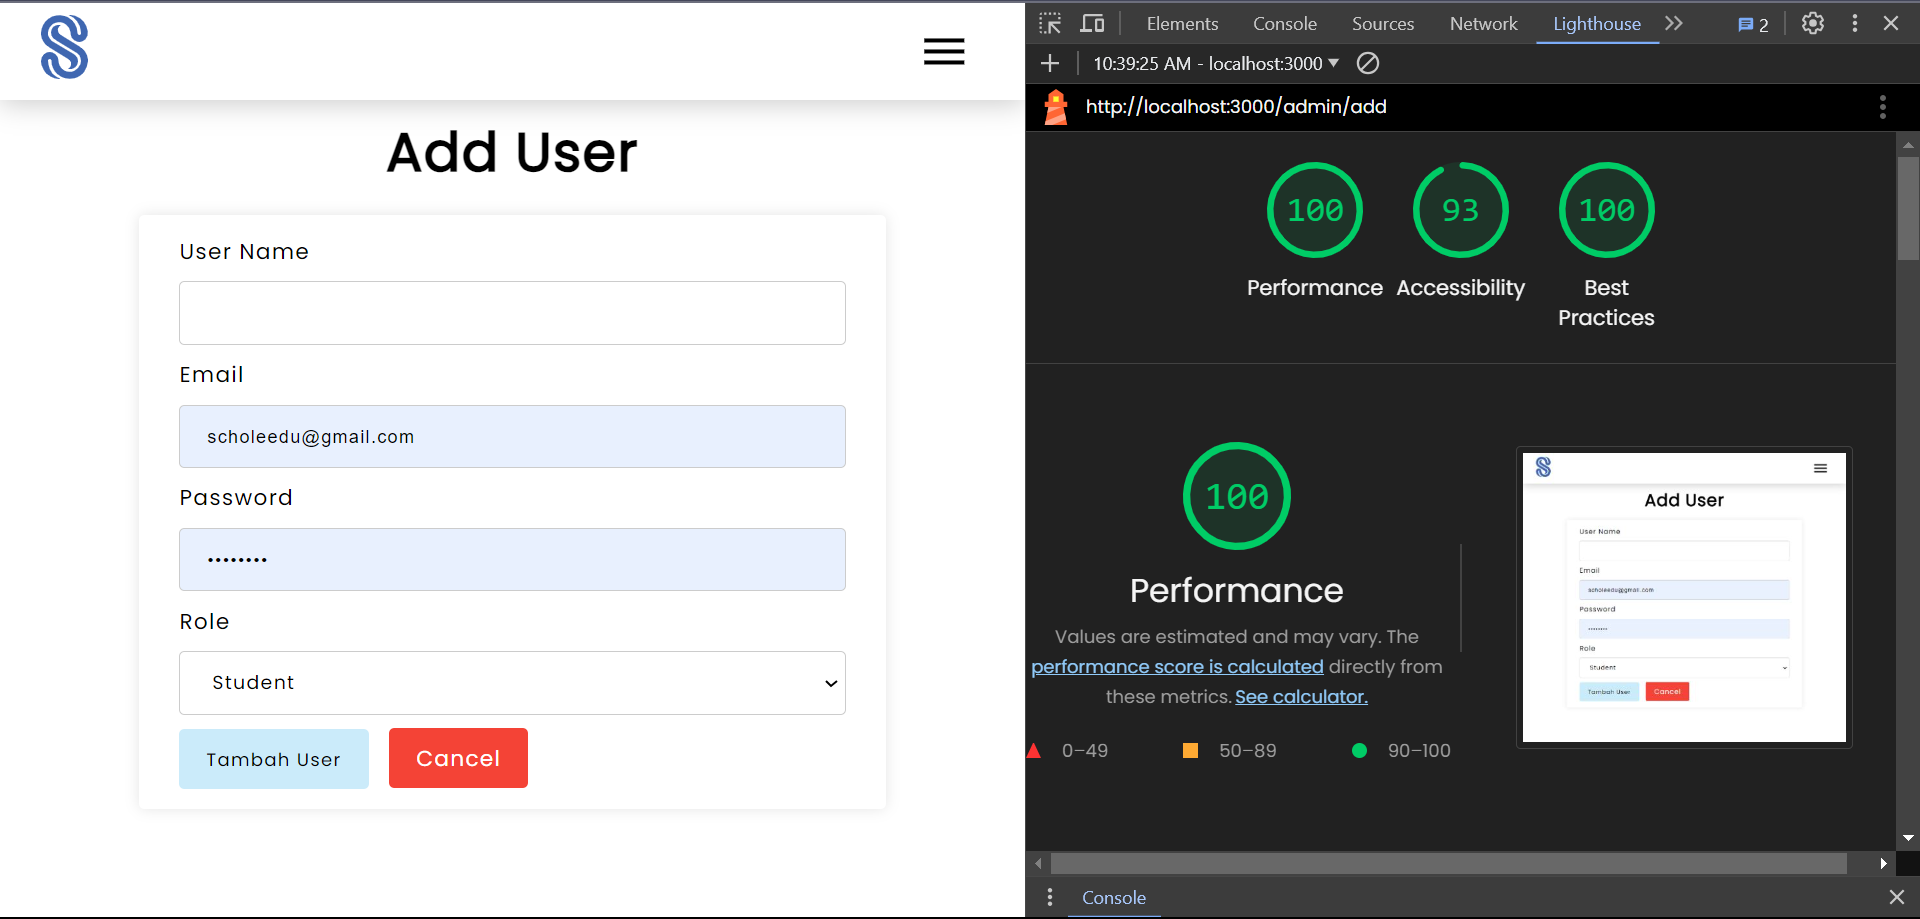 Add User
User Name
Email
scholeedu@gmail.com
Password
••••••••
Role
Student
Tambah User
Cancel
Elements
Console
Sources
Network
Lighthouse
2
10:39:25 AM - localhost:3000
http://localhost:3000/admin/add
100
93
100
Performance
Accessibility
Best
Practices
100
Performance
Values are estimated and may vary. The
performance score is calculated directly from
these metrics. See calculator.
0–49
50–89
90–100
Add User
User Name
Email
scholeedu@gmail.com
Password
••••••••
Role
Student
Tambah User
Cancel
Console